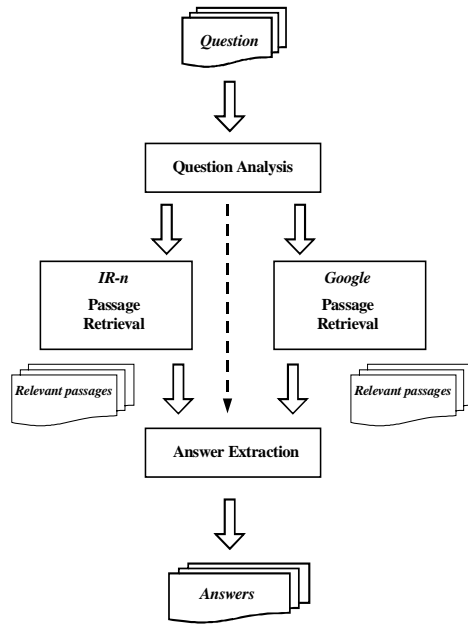 Question
Question Analysis
IR-n
Passage
Retrieval
Google
Passage
Retrieval
Relevant passages
Relevant passages
Answer Extraction
Answers